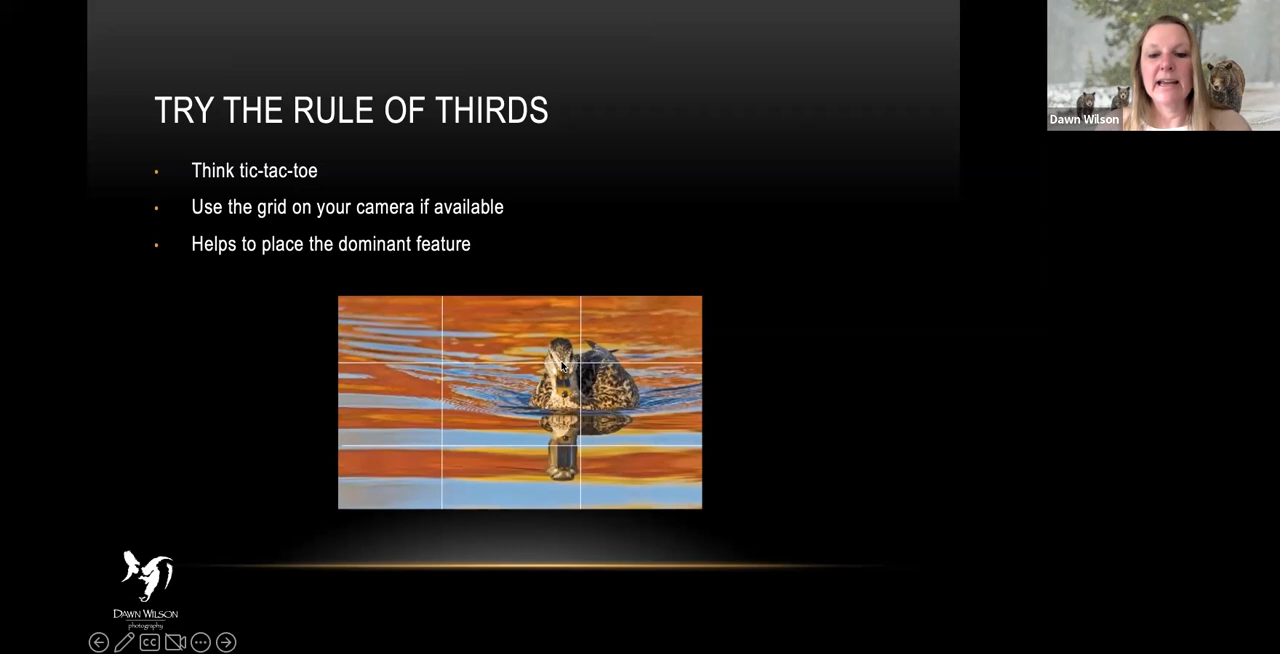 TRY THE RULE OF THIRDS
Think tic-tac-toe
Use the grid on your camera if available
Helps to place the dominant feature
Dawn Wilson
DAWN WILSON
photography
CC